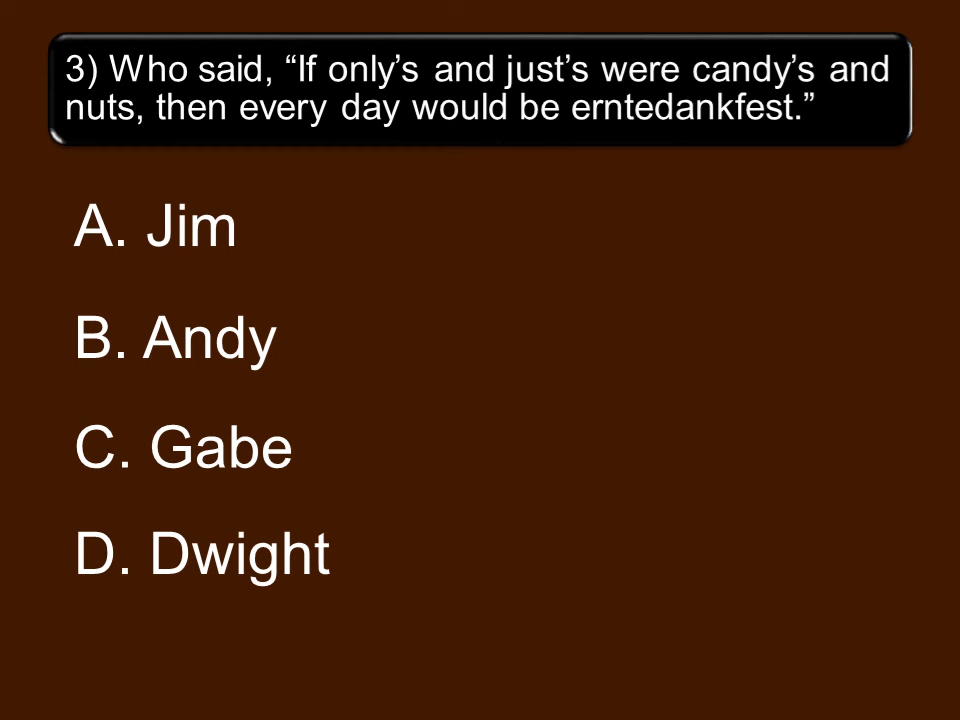 3) Who said, “If only’s and just’s were candy’s and
nuts, then every day would be erntedankfest.”
A. Jim
B. Andy
C. Gabe
D. Dwight